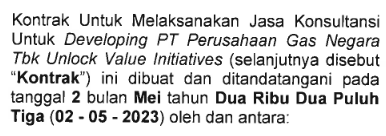 Kontrak Untuk Melaksanakan Jasa Konsultansi
Untuk Developing PT Perusahaan Gas Negara
Tbk Unlock Value Initiatives (selanjutnya disebut
“Kontrak”) ini dibuat dan ditandatangani pada
tanggal 2 bulan Mei tahun Dua Ribu Dua Puluh
Tiga (02 - 05 - 2023) oleh dan antara: